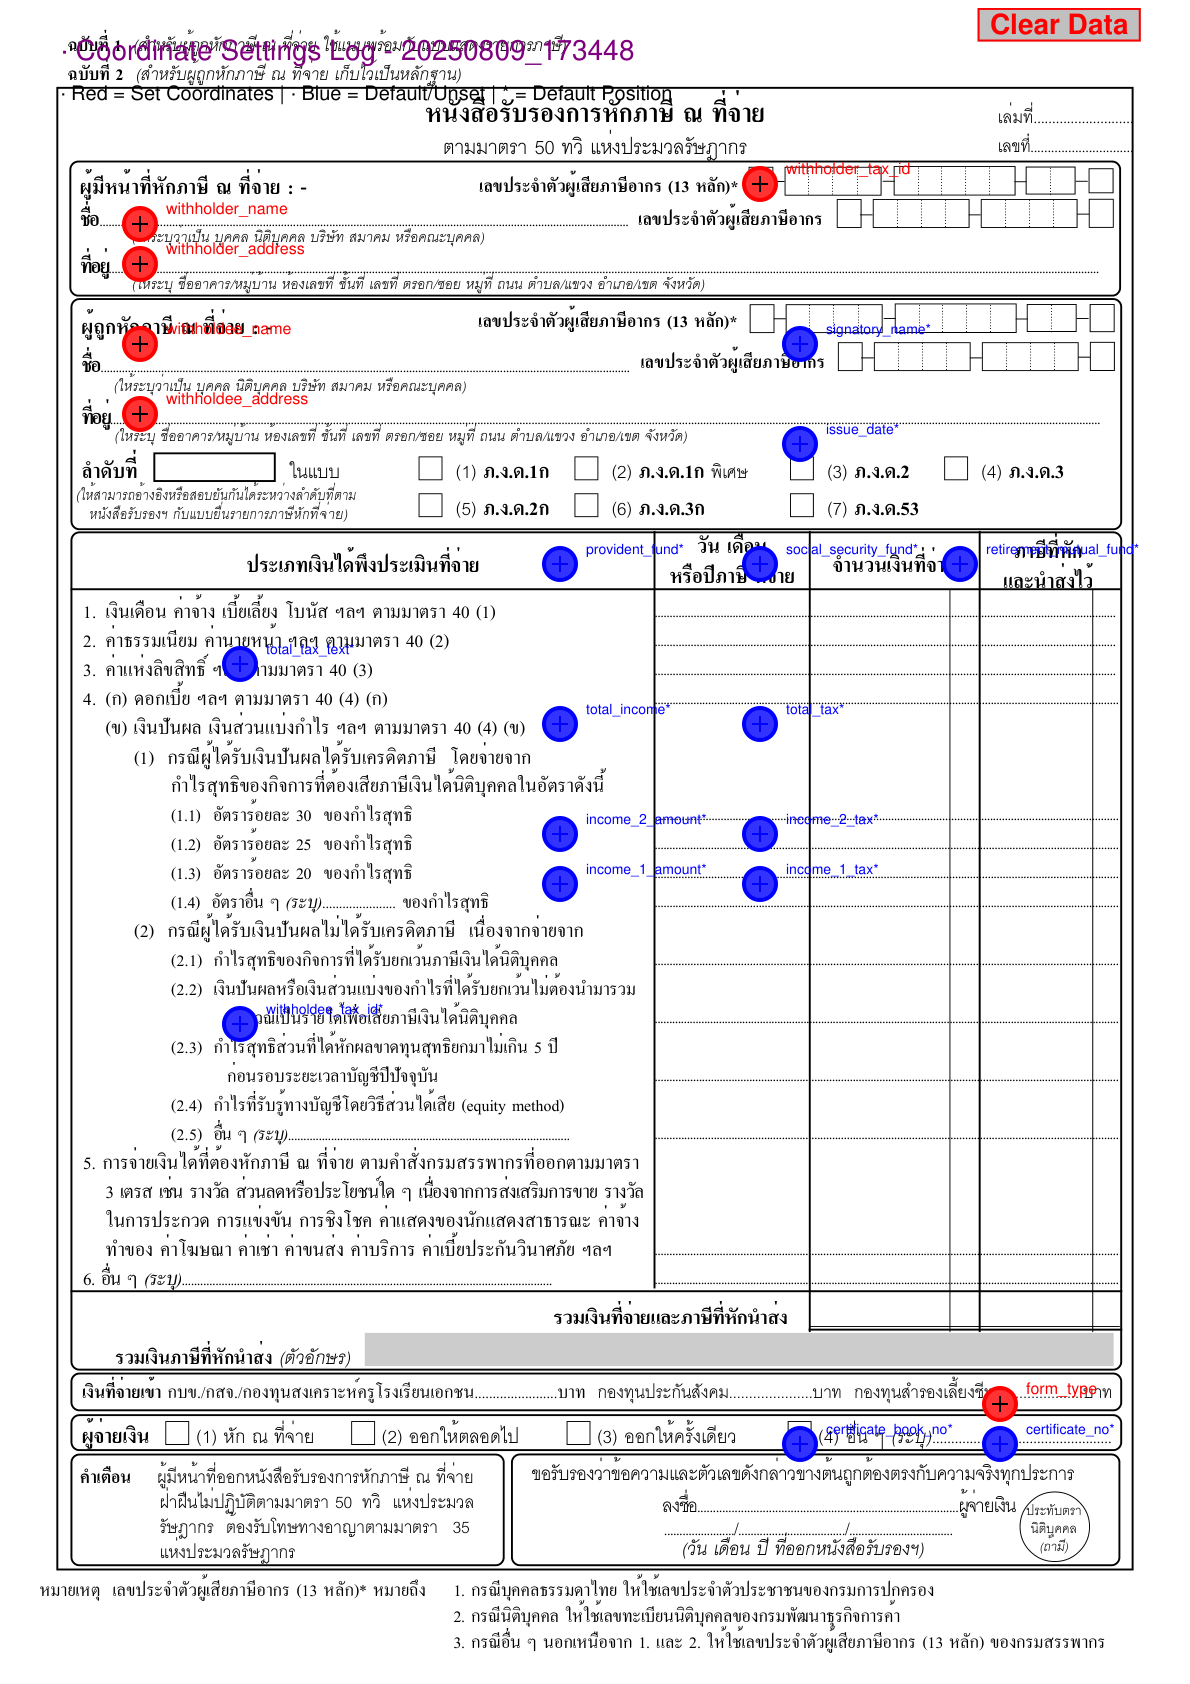 Clear Data
ฉบับที่ 1 (สำหรับผู้ถูกหักภาษี ณ ที่จ่าย ใช้แนบพร้อมกับแบบแสดงรายการภาษี)
· Coordinate Settings Log - 20250809_173448
ฉบับที่ 2 (สำหรับผู้ถูกหักภาษี ณ ที่จ่าย เก็บไว้เป็นหลักฐาน)
· Red = Set Coordinates | · Blue = Default/Unset | * = Default Position
หนังสือรับรองการหักภาษี ณ ที่จ่าย
เล่มที่
ตามมาตรา 50 ทวิ แห่งประมวลรัษฎากร
เลขที่
ผู้มีหน้าที่หักภาษี ณ ที่จ่าย : -
เลขประจำตัวผู้เสียภาษีอากร (13 หลัก)*
withholder_tax_id
withholder_name
ชื่อ
เลขประจำตัวผู้เสียภาษีอากร
(ให้ระบุว่าเป็น บุคคล นิติบุคคล บริษัท สมาคม หรือคณะบุคคล)
withholder_address
ที่อยู่
(ให้ระบุ ชื่ออาคาร/หมู่บ้าน ห้องเลขที่ ชั้นที่ เลขที่ ตรอก/ซอย หมู่ที่ ถนน ตำบล/แขวง อำเภอ/เขต จังหวัด)
ผู้ถูกหักภาษี ณ ที่จ่าย : -
withholdee_name
เลขประจำตัวผู้เสียภาษีอากร (13 หลัก)*
signatory_name*
ชื่อ
เลขประจำตัวผู้เสียภาษีอากร
(ให้ระบุว่าเป็น บุคคล นิติบุคคล บริษัท สมาคม หรือคณะบุคคล)
withholdee_address
ที่อยู่
(ให้ระบุ ชื่ออาคาร/หมู่บ้าน ห้องเลขที่ ชั้นที่ เลขที่ ตรอก/ซอย หมู่ที่ ถนน ตำบล/แขวง อำเภอ/เขต จังหวัด)
issue_date*
ลำดับที่ ในแบบ (1) ภ.ง.ด.1ก (2) ภ.ง.ด.1ก พิเศษ (3) ภ.ง.ด.2 (4) ภ.ง.ด.3
(ให้สามารถอ้างอิงหรือสอบยันกันได้ระหว่างลำดับที่ตาม
หนังสือรับรองฯ กับแบบยื่นรายการภาษีหักที่จ่าย)
(5) ภ.ง.ด.2ก (6) ภ.ง.ด.3ก (7) ภ.ง.ด.53
ประเภทเงินได้พึงประเมินที่จ่าย
provident_fund*
วัน เดือน
หรือปีภาษี ที่จ่าย
social_security_fund*
จำนวนเงินที่จ่าย
retirement_mutual_fund*
ภาษีที่หัก
และนำส่งไว้
1. เงินเดือน ค่าจ้าง เบี้ยเลี้ยง โบนัส ฯลฯ ตามมาตรา 40 (1)
2. ค่าธรรมเนียม ค่านายหน้า ฯลฯ ตามมาตรา 40 (2)
total_tax_text*
3. ค่าแห่งลิขสิทธิ์ ฯลฯ ตามมาตรา 40 (3)
4. (ก) ดอกเบี้ย ฯลฯ ตามมาตรา 40 (4) (ก)
total_income* total_tax*
(ข) เงินปันผล เงินส่วนแบ่งกำไร ฯลฯ ตามมาตรา 40 (4) (ข)
(1) กรณีผู้ได้รับเงินปันผลได้รับเครดิตภาษี โดยจ่ายจาก
กำไรสุทธิของกิจการที่ต้องเสียภาษีเงินได้นิติบุคคลในอัตราดังนี้
(1.1) อัตราร้อยละ 30 ของกำไรสุทธิ
income_2_amount* income_2_tax*
(1.2) อัตราร้อยละ 25 ของกำไรสุทธิ
(1.3) อัตราร้อยละ 20 ของกำไรสุทธิ
income_1_amount* income_1_tax*
(1.4) อัตราอื่น ๆ (ระบุ) ของกำไรสุทธิ
(2) กรณีผู้ได้รับเงินปันผลไม่ได้รับเครดิตภาษี เนื่องจากจ่ายจาก
(2.1) กำไรสุทธิของกิจการที่ได้รับยกเว้นภาษีเงินได้นิติบุคคล
(2.2) เงินปันผลหรือเงินส่วนแบ่งของกำไรที่ได้รับยกเว้นไม่ต้องนำมารวม
withholdee_tax_id*
คำนวณเป็นรายได้เพื่อเสียภาษีเงินได้นิติบุคคล
(2.3) กำไรสุทธิส่วนที่ได้หักผลขาดทุนสุทธิยกมาไม่เกิน 5 ปี
ก่อนรอบระยะเวลาบัญชีปีปัจจุบัน
(2.4) กำไรที่รับรู้ทางบัญชีโดยวิธีส่วนได้เสีย (equity method)
(2.5) อื่น ๆ (ระบุ)
5. การจ่ายเงินได้ที่ต้องหักภาษี ณ ที่จ่าย ตามคำสั่งกรมสรรพากรที่ออกตามมาตรา
3 เตรส เช่น รางวัล ส่วนลดหรือประโยชน์ใด ๆ เนื่องจากการส่งเสริมการขาย รางวัล
ในการประกวด การแข่งขัน การชิงโชค ค่าแสดงของนักแสดงสาธารณะ ค่าจ้าง
ทำของ ค่าโฆษณา ค่าเช่า ค่าขนส่ง ค่าบริการ ค่าเบี้ยประกันวินาศภัย ฯลฯ
6. อื่น ๆ (ระบุ)
รวมเงินที่จ่ายและภาษีที่หักนำส่ง
รวมเงินภาษีที่หักนำส่ง (ตัวอักษร)
เงินที่จ่ายเข้า กบข./กสจ./กองทุนสงเคราะห์ครูโรงเรียนเอกชน บาท กองทุนประกันสังคม บาท กองทุนสำรองเลี้ยงชีพ บาท
form_type
ผู้จ่ายเงิน (1) หัก ณ ที่จ่าย (2) ออกให้ตลอดไป (3) ออกให้ครั้งเดียว (4) อื่น ๆ (ระบุ)
certificate_book_no* certificate_no*
คำเตือน ผู้มีหน้าที่ออกหนังสือรับรองการหักภาษี ณ ที่จ่าย
ฝ่าฝืนไม่ปฏิบัติตามมาตรา 50 ทวิ แห่งประมวล
รัษฎากร ต้องรับโทษทางอาญาตามมาตรา 35
แห่งประมวลรัษฎากร
ขอรับรองว่าข้อความและตัวเลขดังกล่าวข้างต้นถูกต้องตรงกับความจริงทุกประการ
ลงชื่อ ผู้จ่ายเงิน
/ /
(วัน เดือน ปี ที่ออกหนังสือรับรองฯ)
ประทับตรา
นิติบุคคล
(ถ้ามี)
หมายเหตุ เลขประจำตัวผู้เสียภาษีอากร (13 หลัก)* หมายถึง 1. กรณีบุคคลธรรมดาไทย ให้ใช้เลขประจำตัวประชาชนของกรมการปกครอง
2. กรณีนิติบุคคล ให้ใช้เลขทะเบียนนิติบุคคลของกรมพัฒนาธุรกิจการค้า
3. กรณีอื่น ๆ นอกเหนือจาก 1. และ 2. ให้ใช้เลขประจำตัวผู้เสียภาษีอากร (13 หลัก) ของกรมสรรพากร